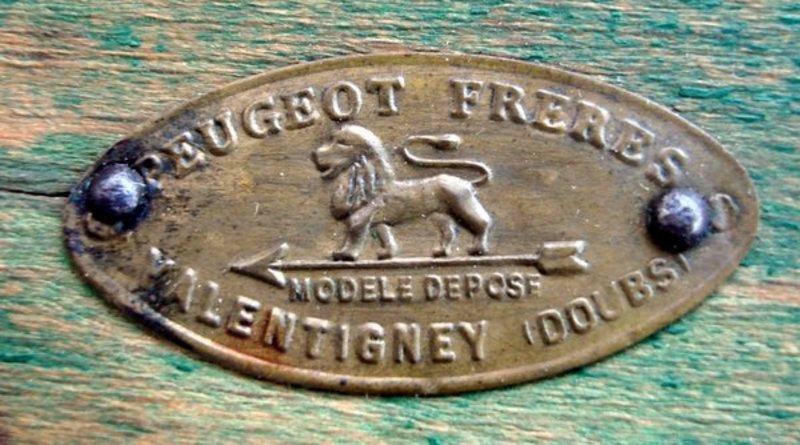 PEUGEOT FRERES
MODELE DEPOSE
VALENTIGNEY (DOUBS)